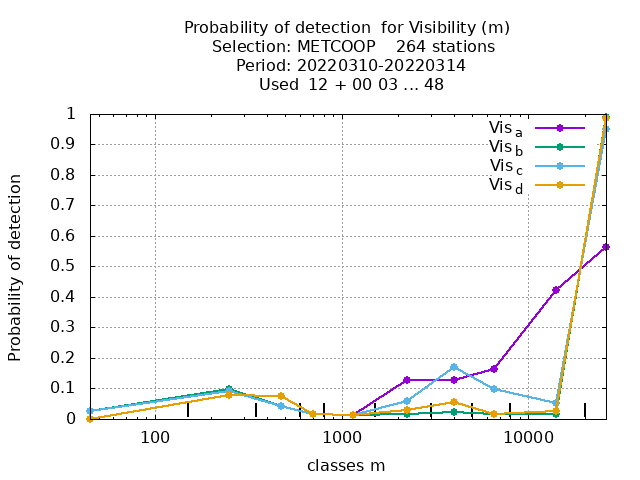 Probability of detection  for Visibility (m)
Selection: METCOOP    264 stations
Period: 20220310-20220314
Used  12 + 00 03 ... 48
Probability of detection
1
0.9
0.8
0.7
0.6
0.5
0.4
0.3
0.2
0.1
0
Vis a
Vis b
Vis c
Vis d
100
1000
10000
classes m